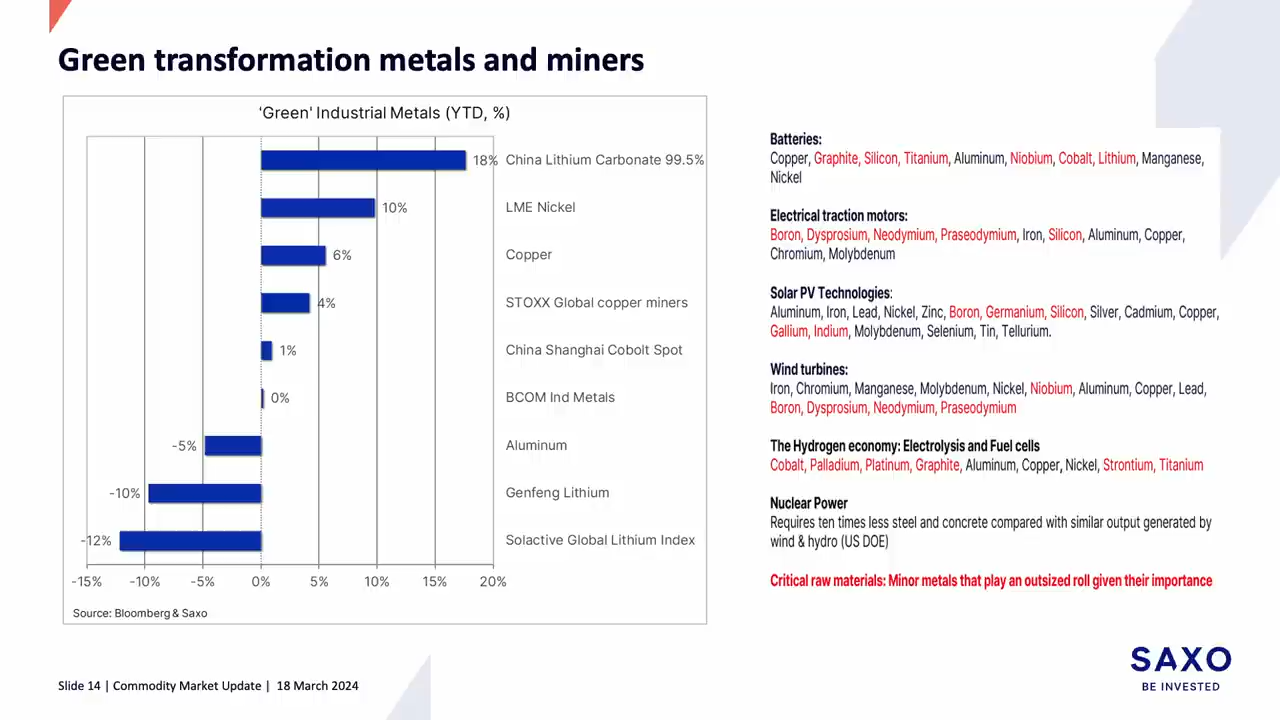 Green transformation metals and miners
'Green' Industrial Metals (YTD, %)
18% China Lithium Carbonate 99.5%
10% LME Nickel
6% Copper
4% STOXX Global copper miners
1% China Shanghai Cobolt Spot
0% BCOM Ind Metals
-5% Aluminum
-10% Genfeng Lithium
-12% Solactive Global Lithium Index
-15% -10% -5% 0% 5% 10% 15% 20%
Source: Bloomberg & Saxo
Batteries:
Copper, Graphite, Silicon, Titanium, Aluminum, Niobium, Cobalt, Lithium, Manganese,
Nickel
Electrical traction motors:
Boron, Dysprosium, Neodymium, Praseodymium, Iron, Silicon, Aluminum, Copper,
Chromium, Molybdenum
Solar PV Technologies:
Aluminum, Iron, Lead, Nickel, Zinc, Boron, Germanium, Silicon, Silver, Cadmium, Copper,
Gallium, Indium, Molybdenum, Selenium, Tin, Tellurium.
Wind turbines:
Iron, Chromium, Manganese, Molybdenum, Nickel, Niobium, Aluminum, Copper, Lead,
Boron, Dysprosium, Neodymium, Praseodymium
The Hydrogen economy: Electrolysis and Fuel cells
Cobalt, Palladium, Platinum, Graphite, Aluminum, Copper, Nickel, Strontium, Titanium
Nuclear Power
Requires ten times less steel and concrete compared with similar output generated by
wind & hydro (US DOE)
Critical raw materials: Minor metals that play an outsized roll given their importance
Slide 14 | Commodity Market Update | 18 March 2024
SAXO
BE INVESTED